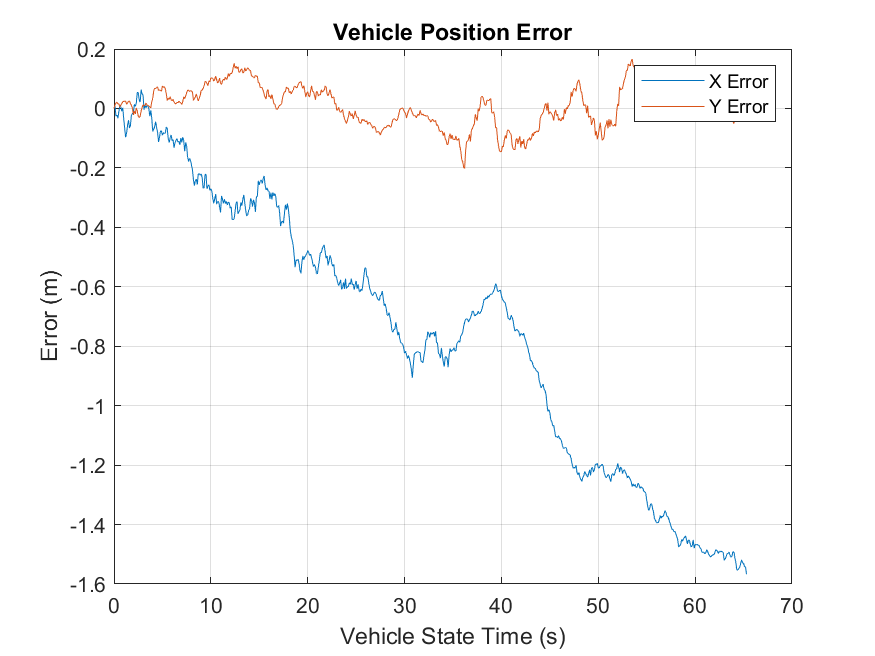 Vehicle Position Error
0.2
0
-0.2
-0.4
-0.6
-0.8
-1
-1.2
-1.4
-1.6
Error (m)
X Error
Y Error
0 10 20 30 40 50 60 70
Vehicle State Time (s)